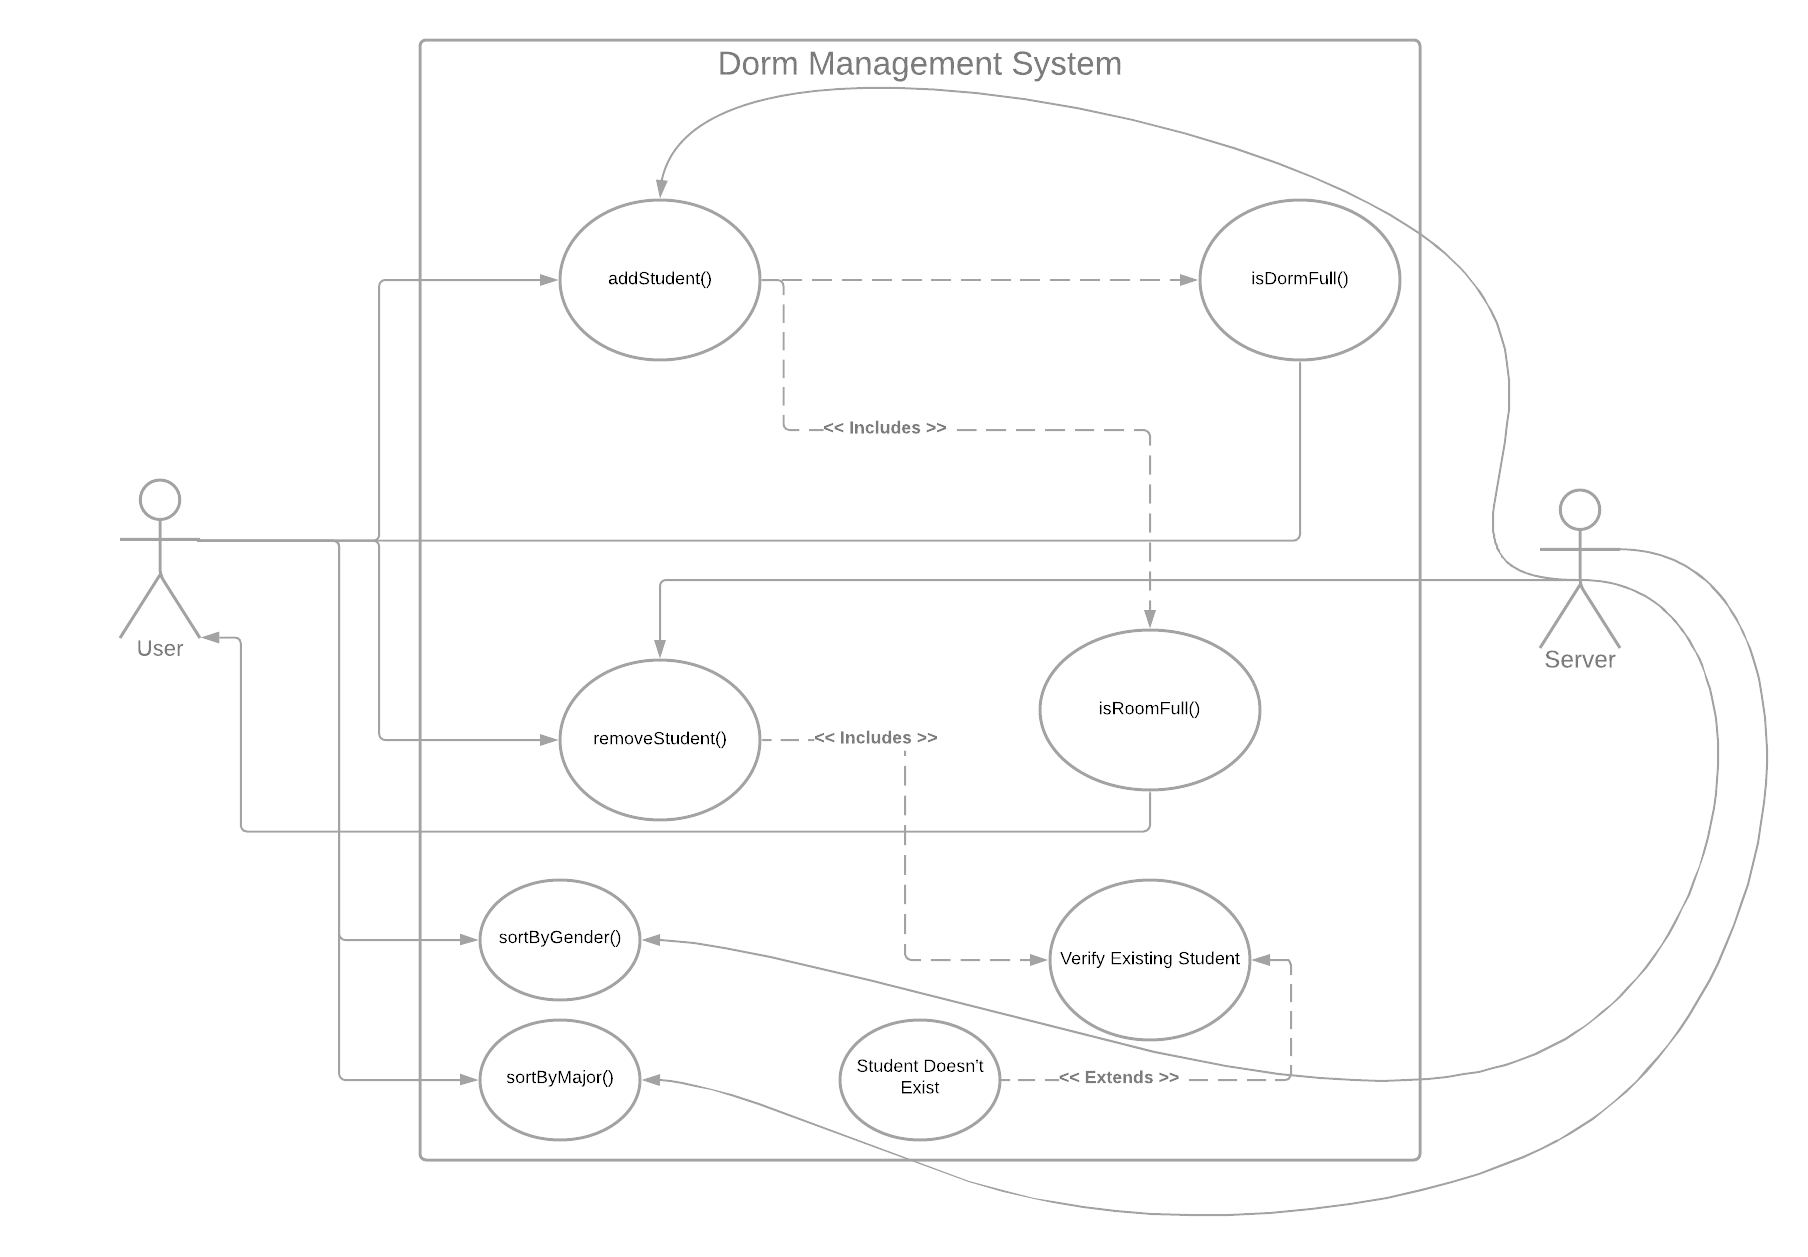 Dorm Management System
addStudent()
isDormFull()
<< Includes >>
User
Server
isRoomFull()
removeStudent()
<< Includes >>
sortByGender()
Verify Existing Student
sortByMajor()
Student Doesn't
Exist
<< Extends >>